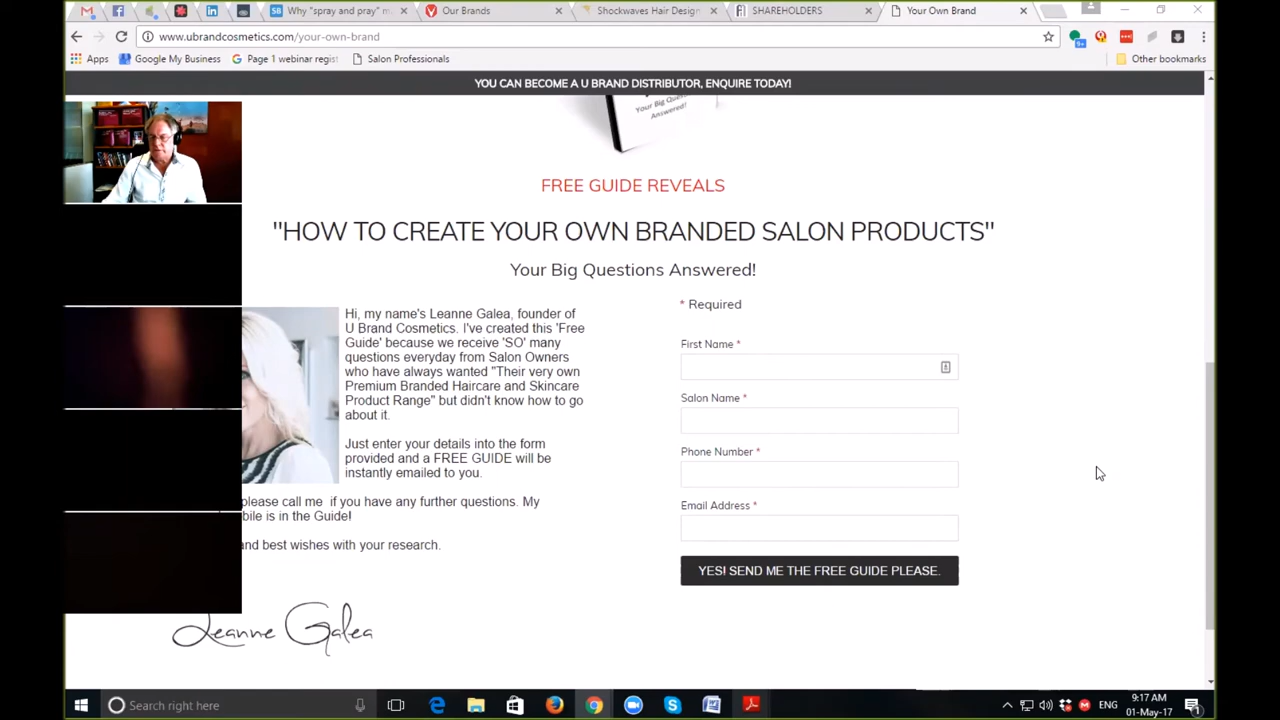 Why "spray and pray" m
Our Brands
Shockwaves Hair Design
SHAREHOLDERS
Your Own Brand
www.ubrandcosmetics.com/your-own-brand
Apps
Google My Business
Page 1 webinar regist
Salon Professionals
Other bookmarks
YOU CAN BECOME A U BRAND DISTRIBUTOR, ENQUIRE TODAY!
Your Big Questions
Answered!
FREE GUIDE REVEALS
"HOW TO CREATE YOUR OWN BRANDED SALON PRODUCTS"
Your Big Questions Answered!
Hi, my name's Leanne Galea, founder of
U Brand Cosmetics. I've created this 'Free
Guide' because we receive 'SO' many
questions everyday from Salon Owners
who have always wanted "Their very own
Premium Branded Haircare and Skincare
Product Range" but didn't know how to go
about it.
Just enter your details into the form
provided and a FREE GUIDE will be
instantly emailed to you.
please call me if you have any further questions. My
bile is in the Guide!
and best wishes with your research.
Leanne Galea
* Required
First Name *
Salon Name *
Phone Number *
Email Address *
YES! SEND ME THE FREE GUIDE PLEASE.
Search right here
ENG
9:17 AM
01-May-17